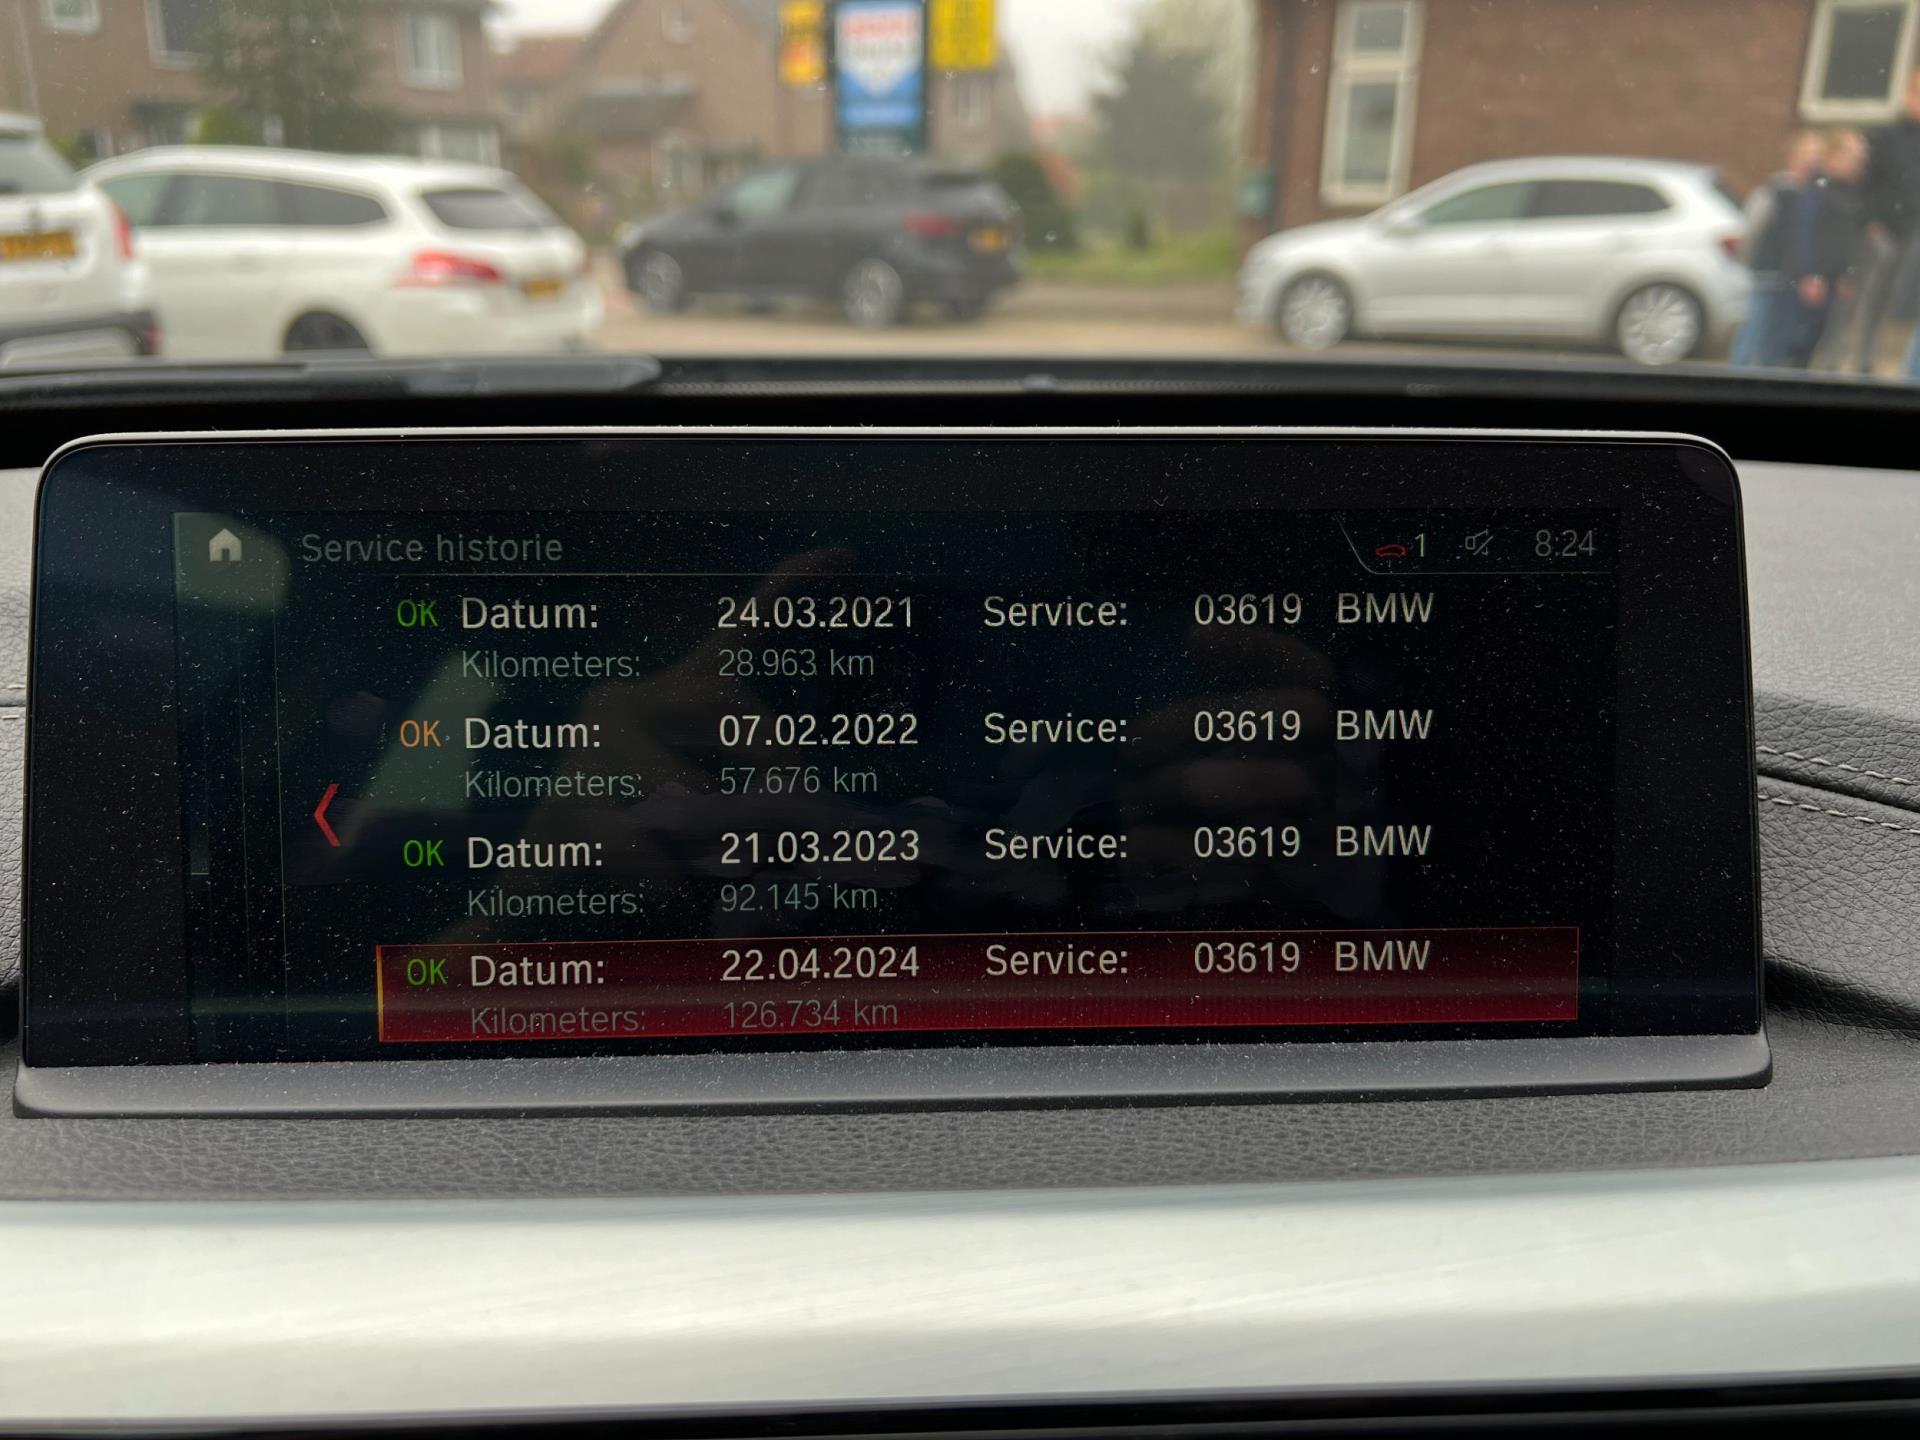 Service historie 1 8:24
OK Datum: 24.03.2021 Service: 03619 BMW
Kilometers: 28.963 km
OK Datum: 07.02.2022 Service: 03619 BMW
Kilometers: 57.676 km
OK Datum: 21.03.2023 Service: 03619 BMW
Kilometers: 92.145 km
OK Datum: 22.04.2024 Service: 03619 BMW
Kilometers: 126.734 km